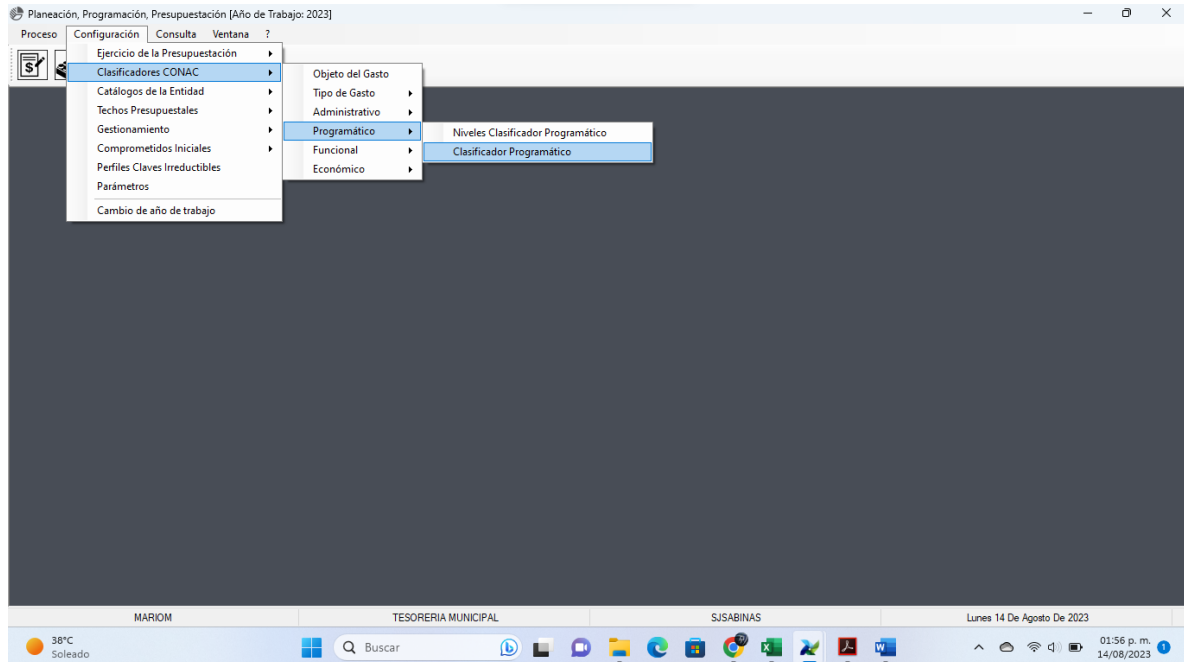 Planeación, Programación, Presupuestación [Año de Trabajo: 2023]
Proceso Configuración Consulta Ventana ?
Ejercicio de la Presupuestación
Clasificadores CONAC
Catálogos de la Entidad
Techos Presupuestales
Gestionamiento
Comprometidos Iniciales
Perfiles Claves Irreductibles
Parámetros
Cambio de año de trabajo
Objeto del Gasto
Tipo de Gasto
Administrativo
Programático
Funcional
Económico
Niveles Clasificador Programático
Clasificador Programático
MARIOM TESORERIA MUNICIPAL SJSABINAS Lunes 14 De Agosto De 2023
38°C
Soleado
Buscar
01:56 p. m.
14/08/2023
1